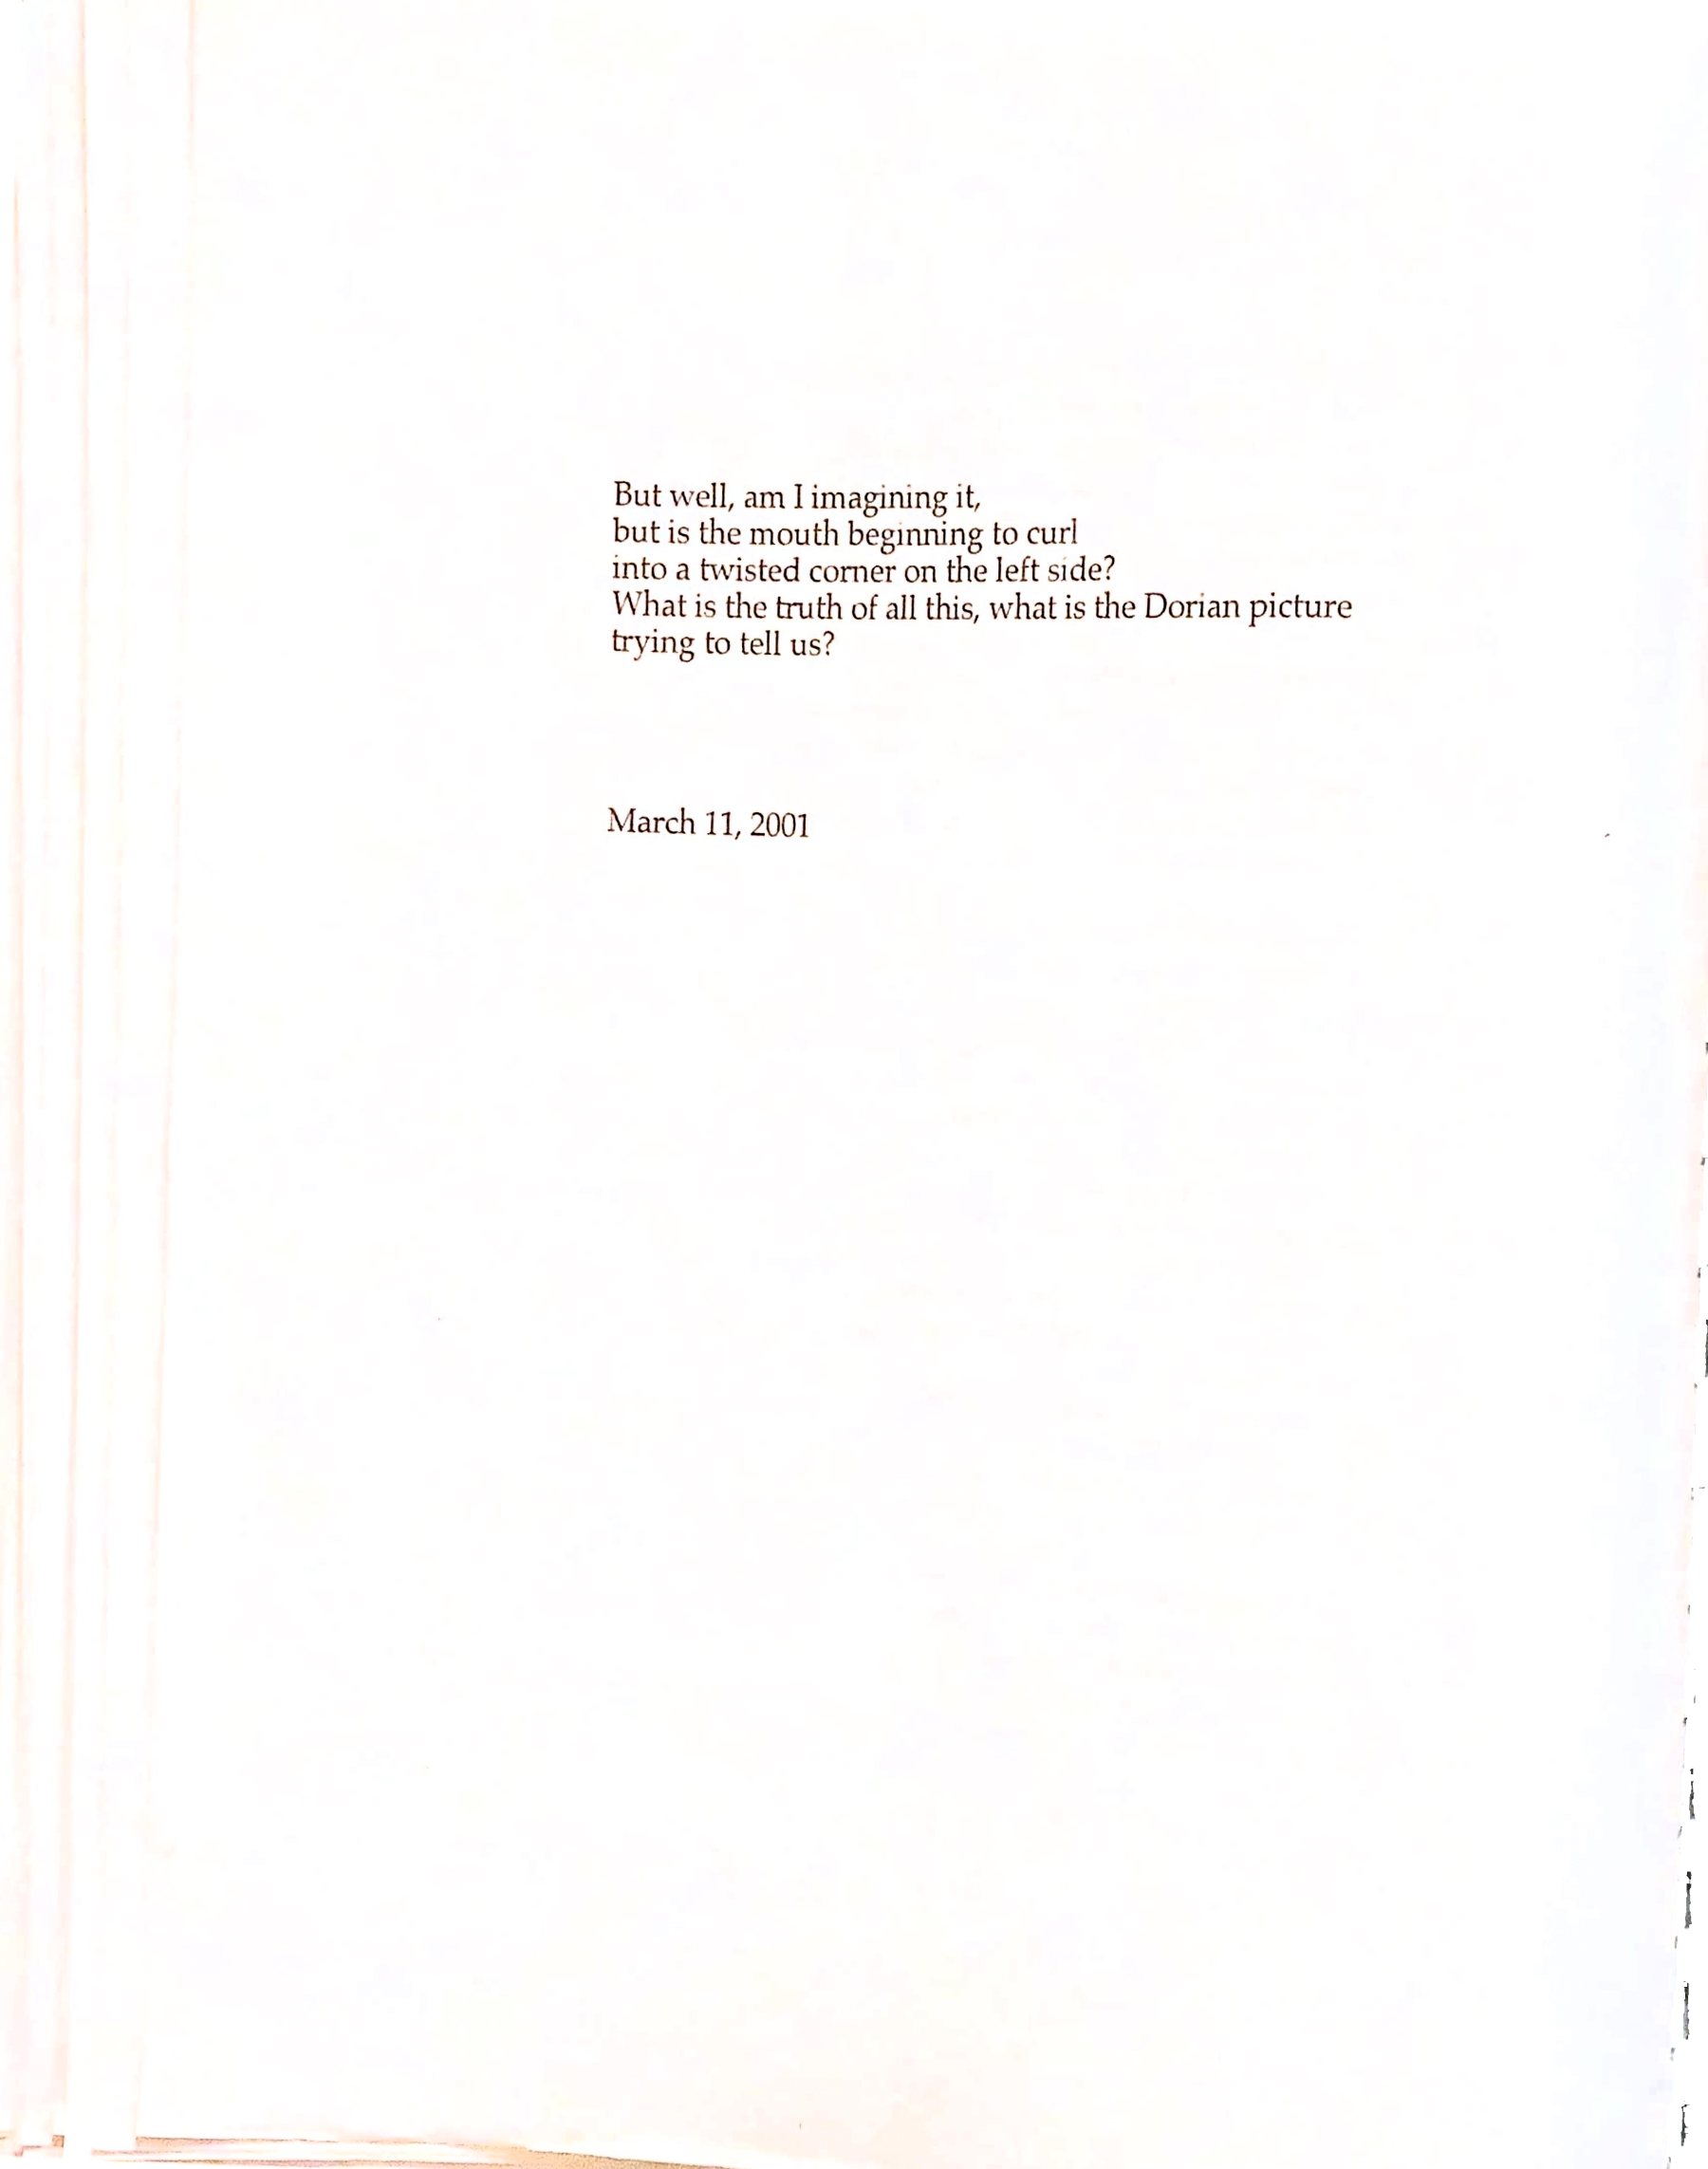 But well, am I imagining it,
but is the mouth beginning to curl
into a twisted corner on the left side?
What is the truth of all this, what is the Dorian picture
trying to tell us?
March 11, 2001